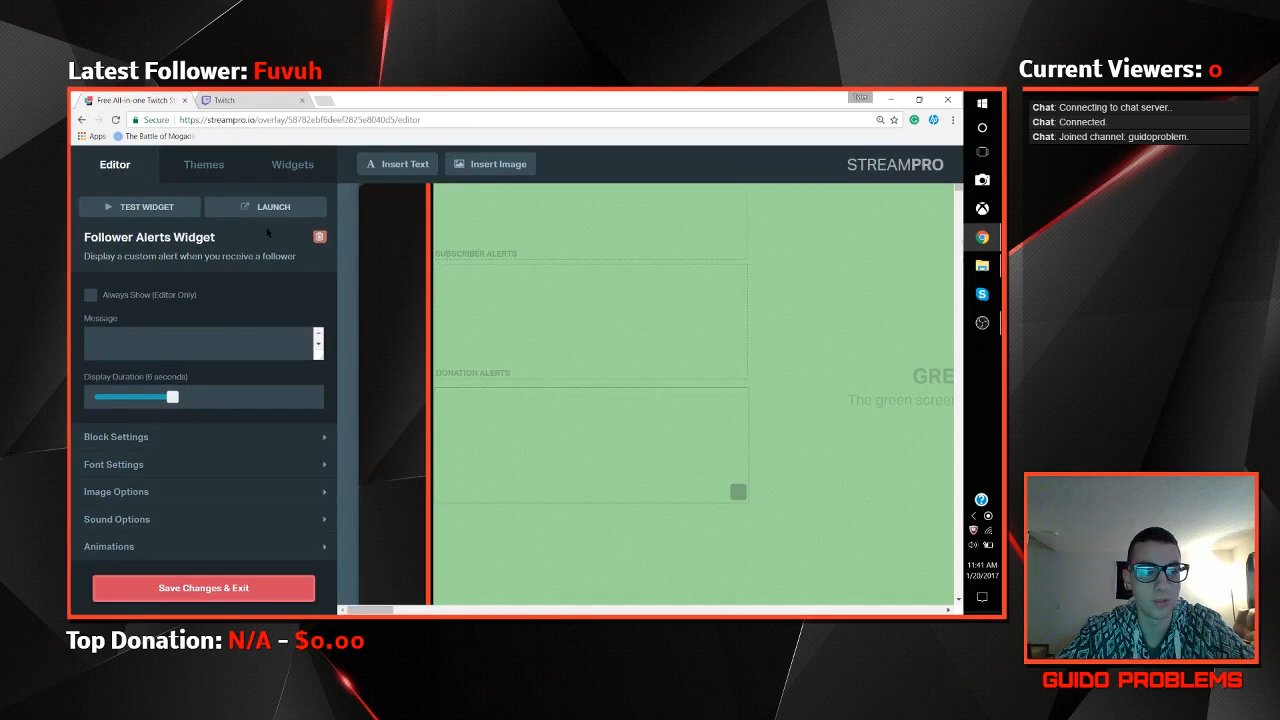 Latest Follower: Fuvuh
Current Viewers: 0
Free All-in-one Twitch St
Twitch
Tyler
Secure
https://streampro.io/overlay/58782ebf6deef2825e8040d5/editor
Apps
The Battle of Mogadi
Chat: Connecting to chat server..
Chat: Connected.
Chat: Joined channel: guidoproblem.
Editor
Themes
Widgets
Insert Text
Insert Image
STREAMPRO
TEST WIDGET
LAUNCH
Follower Alerts Widget
Display a custom alert when you receive a follower
SUBSCRIBER ALERTS
Always Show (Editor Only)
Message
Display Duration (6 seconds)
DONATION ALERTS
GRE
The green screen
Block Settings
Font Settings
Image Options
Sound Options
Animations
Save Changes & Exit
11:41 AM
1/20/2017
Top Donation: N/A - $0.00
GUIDO PROBLEMS